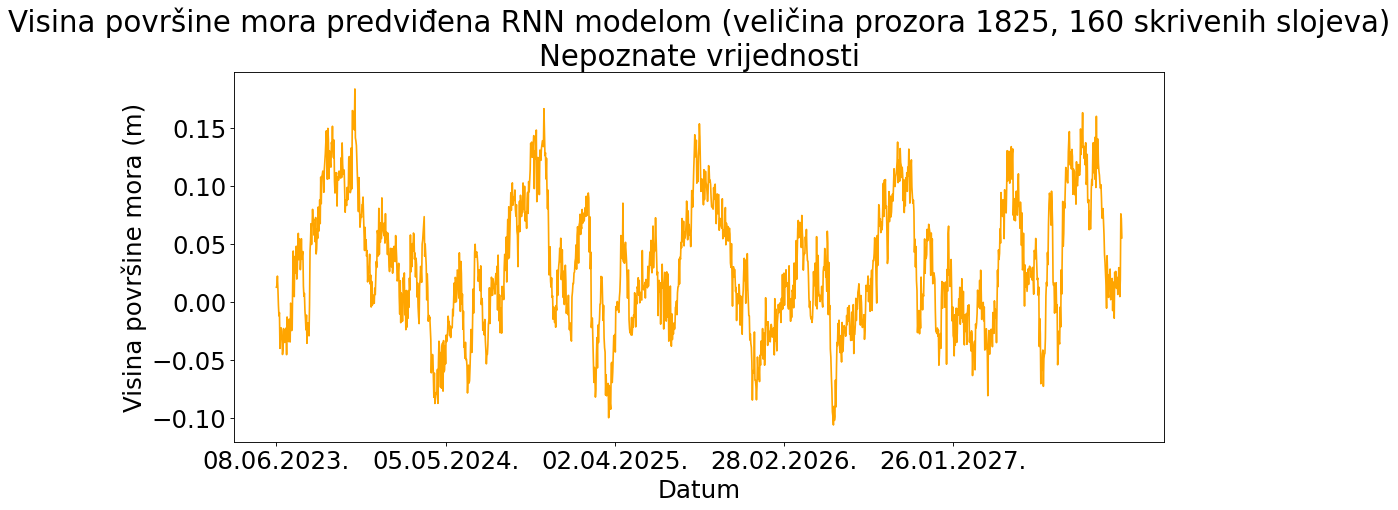 Visina površine mora predviđena RNN modelom (veličina prozora 1825, 160 skrivenih slojeva)
Nepoznate vrijednosti
Visina površine mora (m)
0.15
0.10
0.05
0.00
−0.05
−0.10
08.06.2023. 05.05.2024. 02.04.2025. 28.02.2026. 26.01.2027.
Datum